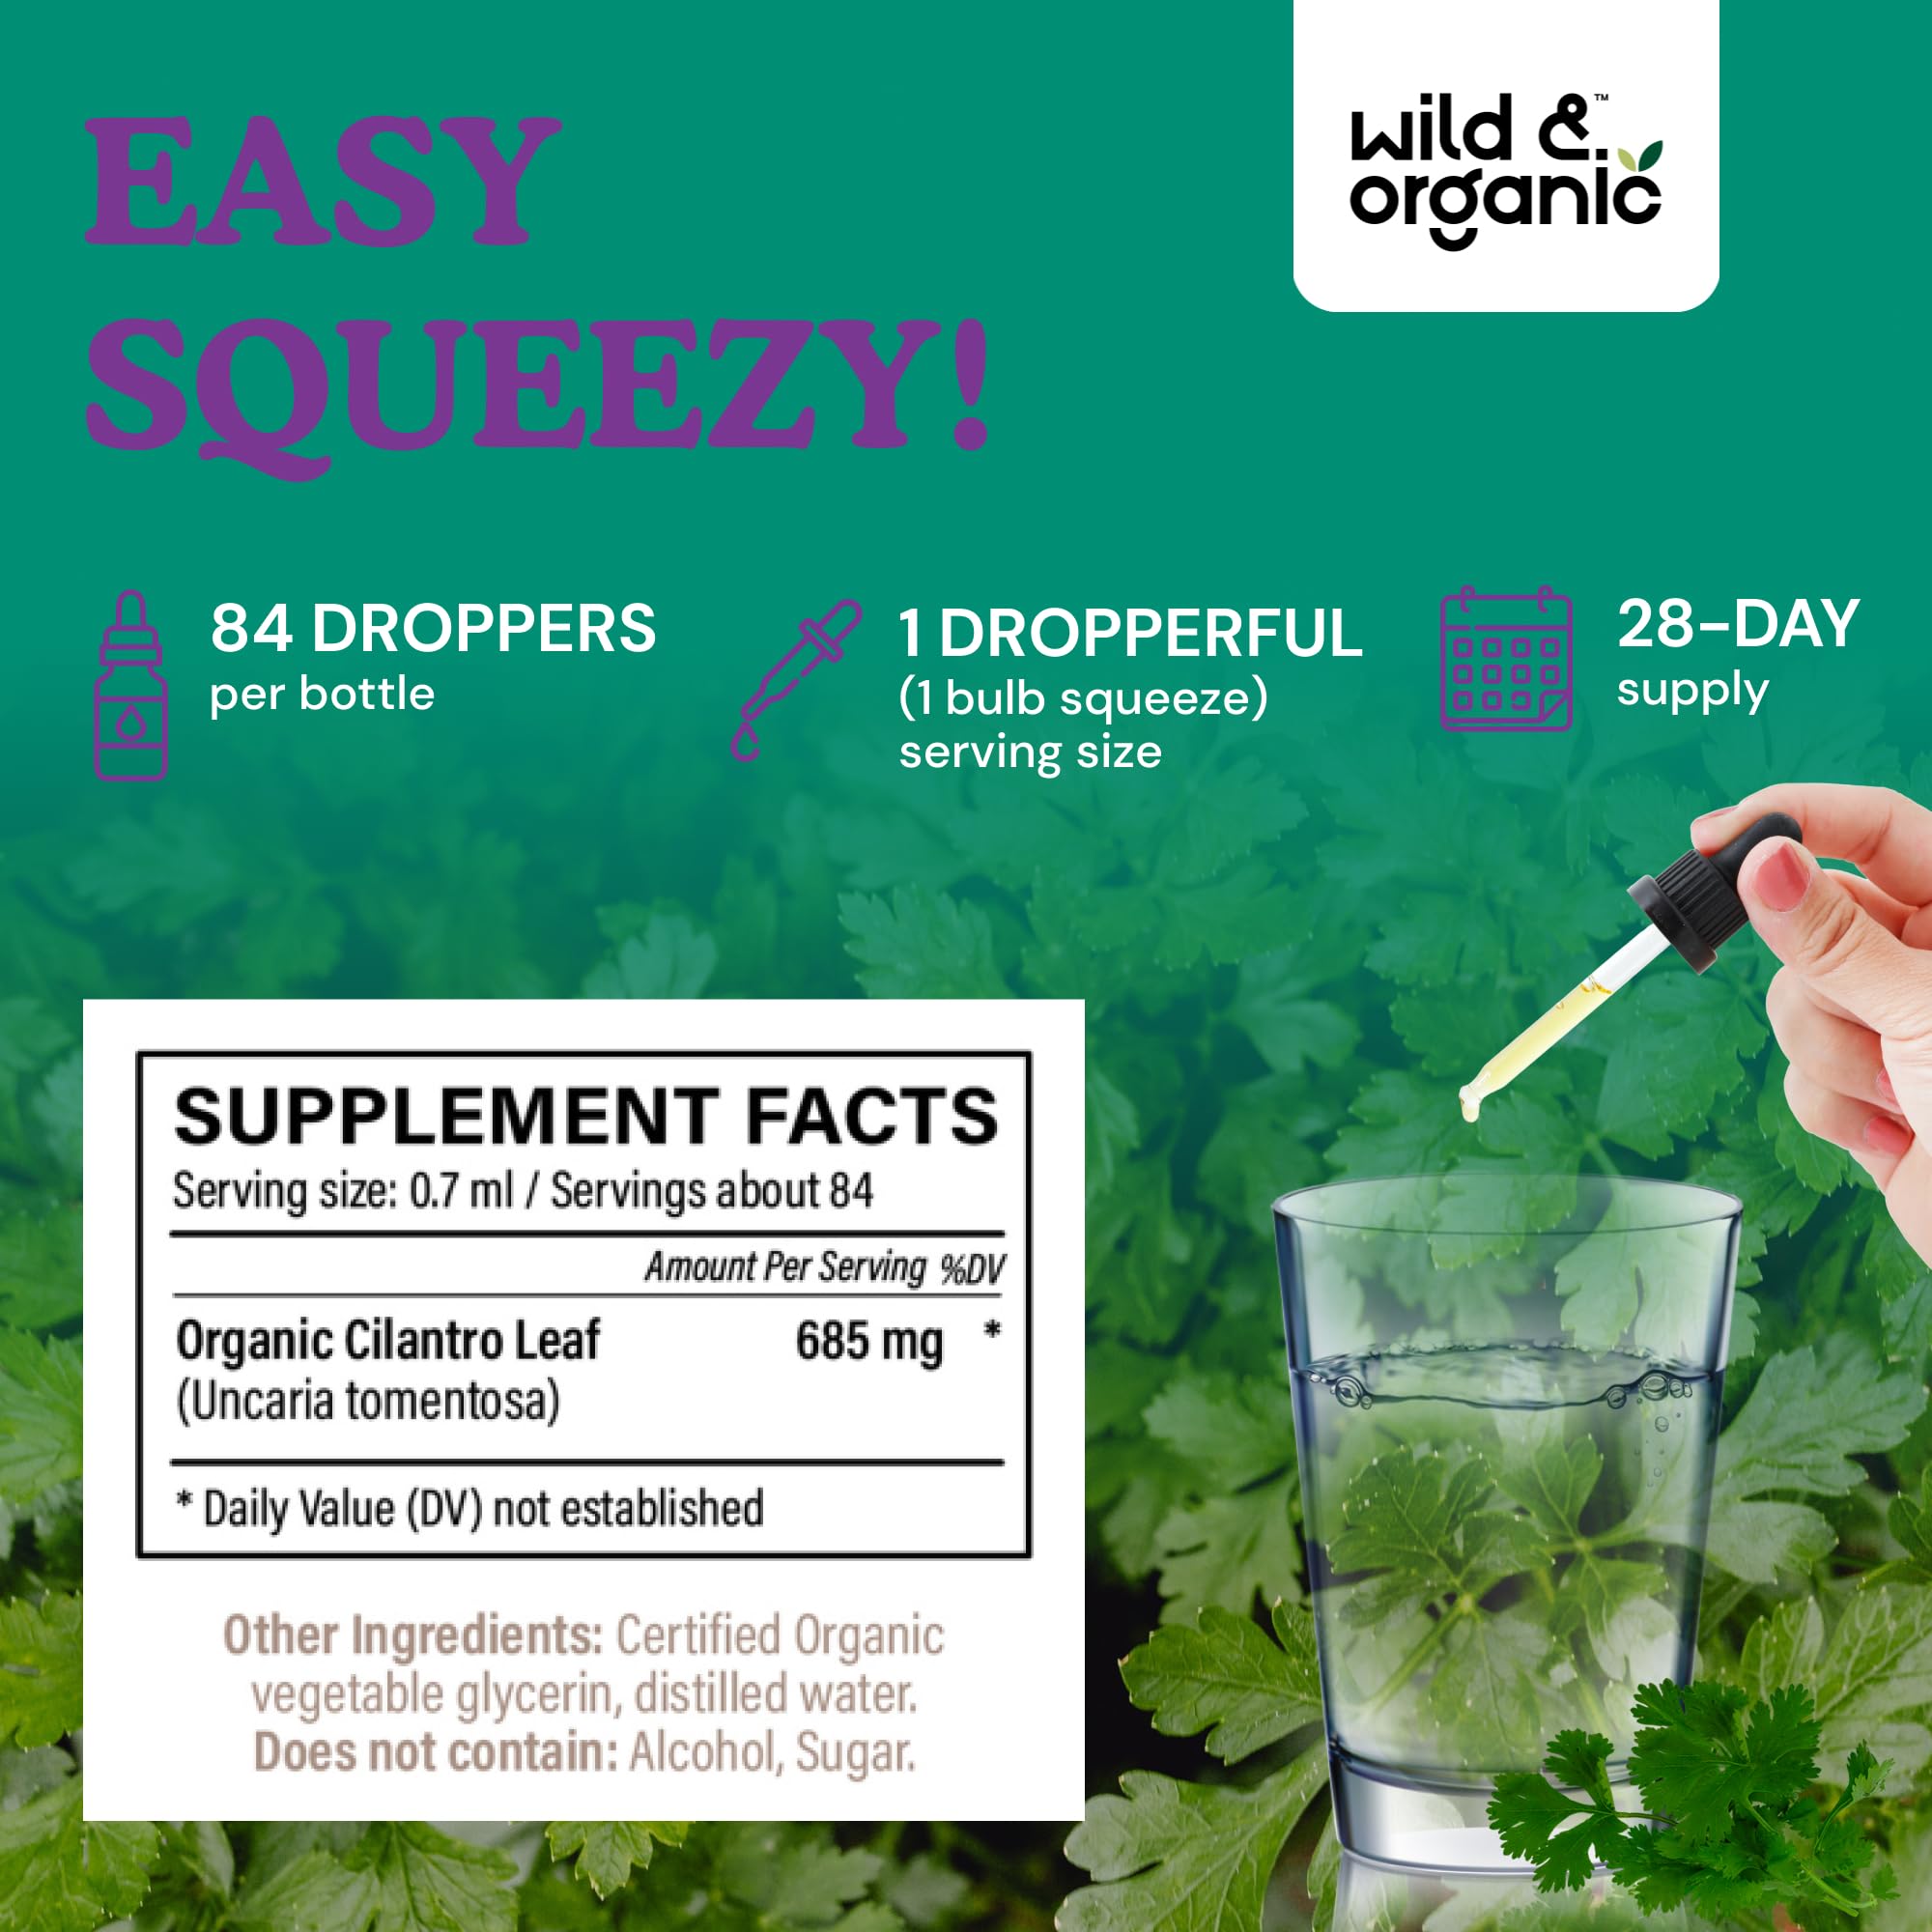 wild & ™
organic
EASY
SQUEEZY!
84 DROPPERS
per bottle
1 DROPPERFUL
(1 bulb squeeze)
serving size
28-DAY
supply
SUPPLEMENT FACTS
Serving size: 0.7 ml / Servings about 84
Amount Per Serving %DV
Organic Cilantro Leaf 685 mg *
(Uncaria tomentosa)
* Daily Value (DV) not established
Other Ingredients: Certified Organic
vegetable glycerin, distilled water.
Does not contain: Alcohol, Sugar.